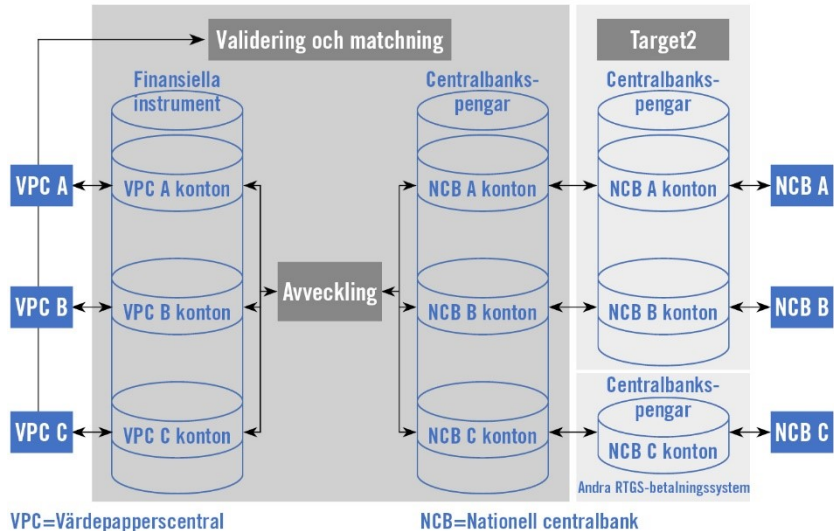 Validering och matchning
Target2
Finansiella
instrument
Centralbanks-
pengar
Centralbanks-
pengar
VPC A
VPC A konton
NCB A konton
NCB A konton
NCB A
Avveckling
VPC B
VPC B konton
NCB B konton
NCB B konton
NCB B
Centralbanks-
pengar
VPC C
VPC C konton
NCB C konton
NCB C konton
NCB C
Andra RTGS-betalningssystem
VPC=Värdepapperscentral
NCB=Nationell centralbank